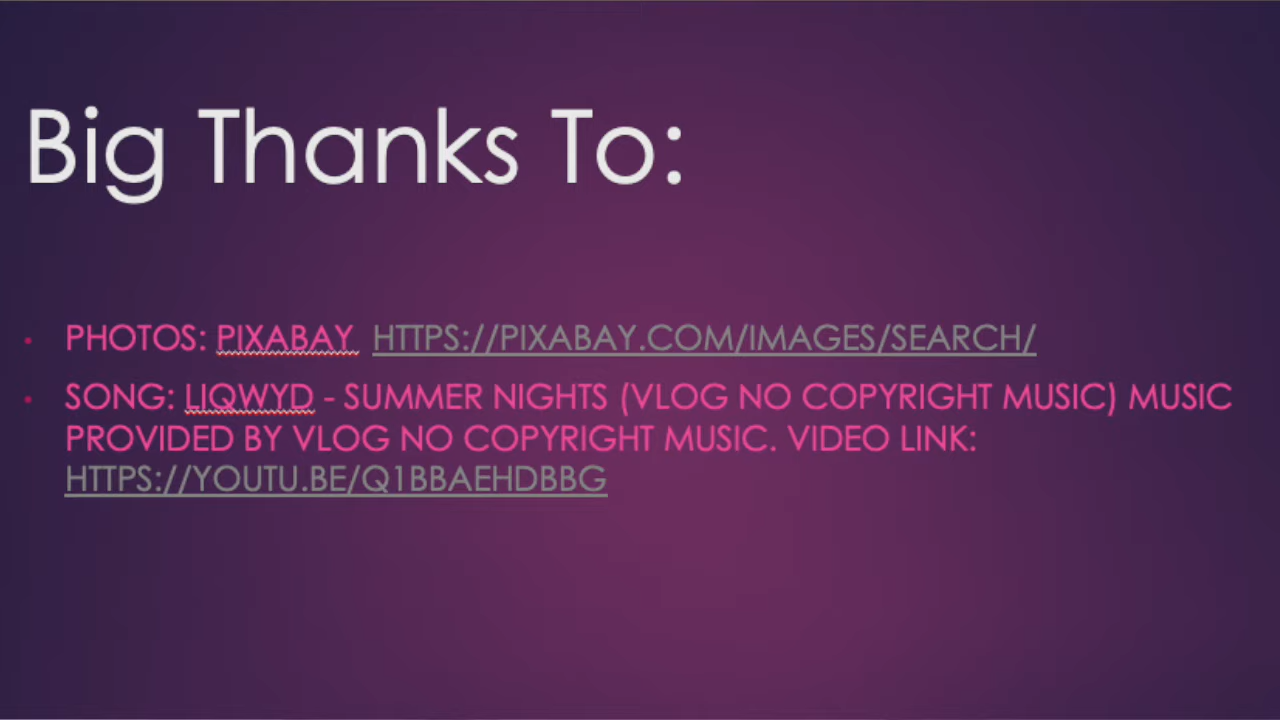 Big Thanks To:
• PHOTOS: PIXABAY HTTPS://PIXABAY.COM/IMAGES/SEARCH/
• SONG: LIQWYD - SUMMER NIGHTS (VLOG NO COPYRIGHT MUSIC) MUSIC
PROVIDED BY VLOG NO COPYRIGHT MUSIC. VIDEO LINK:
HTTPS://YOUTU.BE/Q1BBAEHDBBG